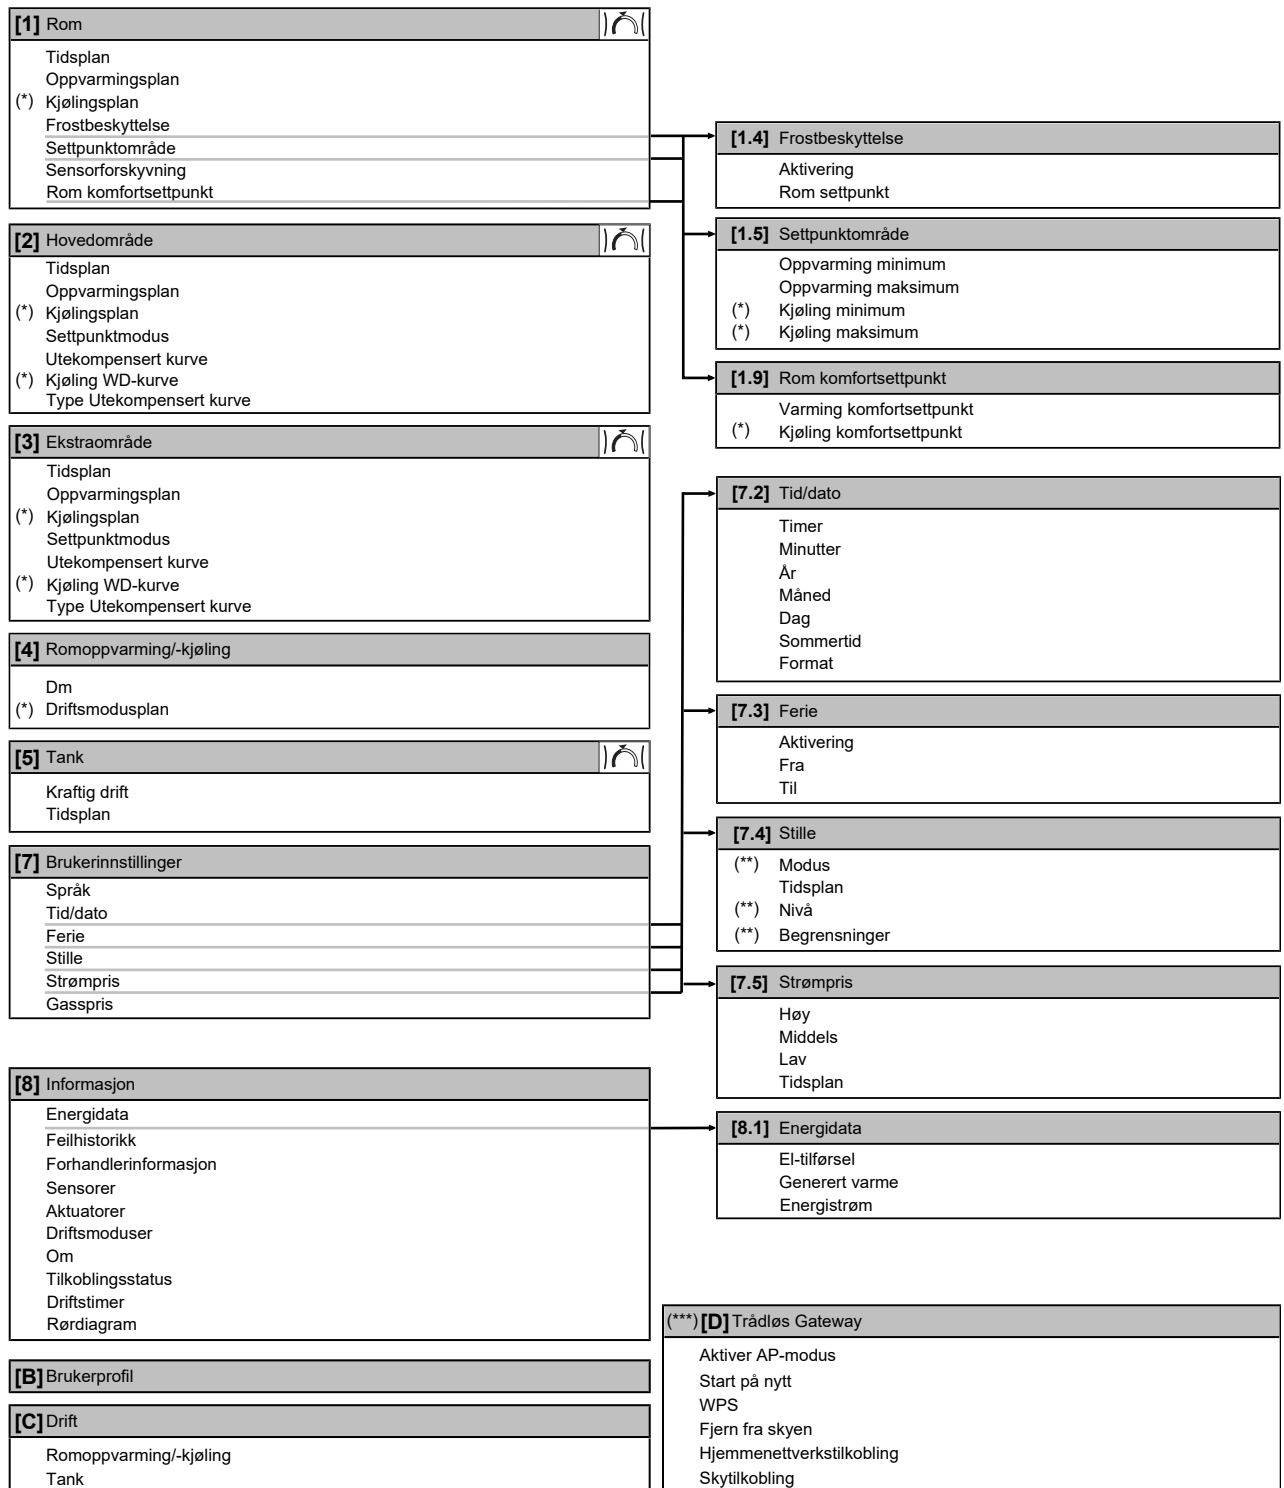 [1] Rom
Tidsplan
Oppvarmingsplan
(*) Kjølingsplan
Frostbeskyttelse
Settpunktområde
Sensorforskyvning
Rom komfortsettpunkt
[2] Hovedområde
Tidsplan
Oppvarmingsplan
(*) Kjølingsplan
Settpunktmodus
Utekompensert kurve
(*) Kjøling WD-kurve
Type Utekompensert kurve
[3] Ekstraområde
Tidsplan
Oppvarmingsplan
(*) Kjølingsplan
Settpunktmodus
Utekompensert kurve
(*) Kjøling WD-kurve
Type Utekompensert kurve
[4] Romoppvarming/-kjøling
Dm
(*) Driftsmodusplan
[5] Tank
Kraftig drift
Tidsplan
[7] Brukerinnstillinger
Språk
Tid/dato
Ferie
Stille
Strømpris
Gasspris
[8] Informasjon
Energidata
Feilhistorikk
Forhandlerinformasjon
Sensorer
Aktuatorer
Driftsmoduser
Om
Tilkoblingsstatus
Driftstimer
Rørdiagram
[B] Brukerprofil
[C] Drift
Romoppvarming/-kjøling
Tank
[1.4] Frostbeskyttelse
Aktivering
Rom settpunkt
[1.5] Settpunktområde
Oppvarming minimum
Oppvarming maksimum
(*) Kjøling minimum
(*) Kjøling maksimum
[1.9] Rom komfortsettpunkt
Varming komfortsettpunkt
(*) Kjøling komfortsettpunkt
[7.2] Tid/dato
Timer
Minutter
År
Måned
Dag
Sommertid
Format
[7.3] Ferie
Aktivering
Fra
Til
[7.4] Stille
(**) Modus
Tidsplan
(**) Nivå
(**) Begrensninger
[7.5] Strømpris
Høy
Middels
Lav
Tidsplan
[8.1] Energidata
El-tilførsel
Generert varme
Energistrøm
(***) [D] Trådløs Gateway
Aktiver AP-modus
Start på nytt
WPS
Fjern fra skyen
Hjemmenettverkstilkobling
Skytilkobling